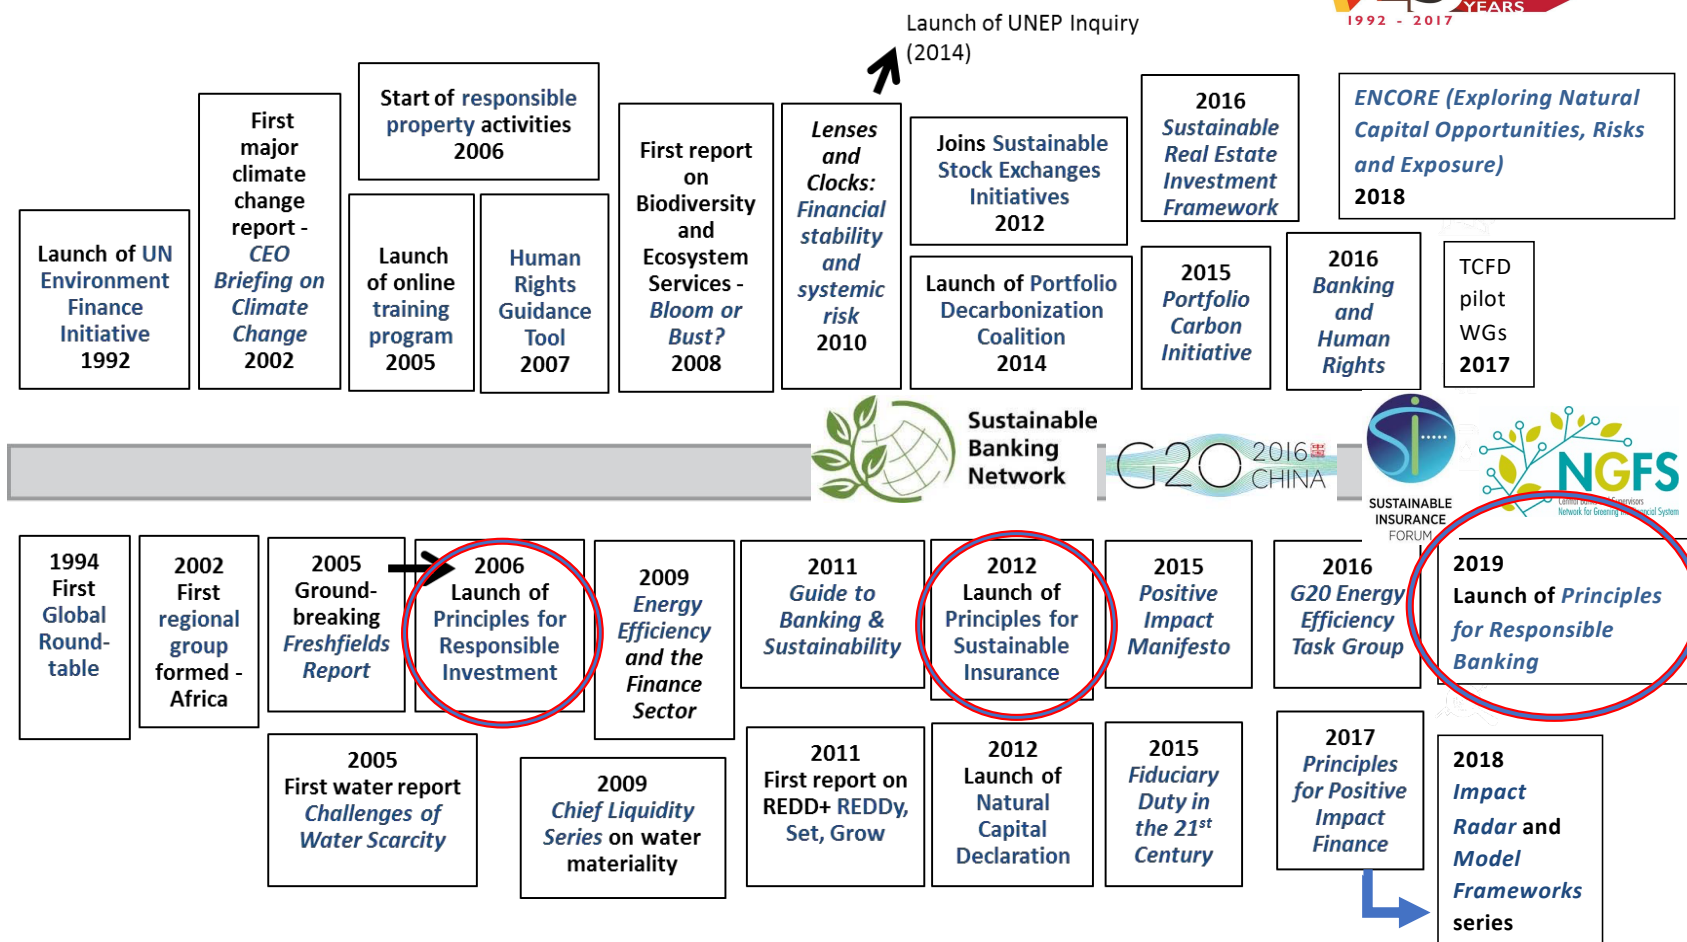 YEARS
1992 - 2017
Launch of UNEP Inquiry
(2014)
Launch of UN
Environment
Finance
Initiative
1992
First
major
climate
change
report -
CEO
Briefing on
Climate
Change
2002
Start of responsible
property activities
2006
Launch
of online
training
program
2005
Human
Rights
Guidance
Tool
2007
First report
on
Biodiversity
and
Ecosystem
Services -
Bloom or
Bust?
2008
Lenses
and
Clocks:
Financial
stability
and
systemic
risk
2010
Joins Sustainable
Stock Exchanges
Initiatives
2012
Launch of Portfolio
Decarbonization
Coalition
2014
2016
Sustainable
Real Estate
Investment
Framework
2015
Portfolio
Carbon
Initiative
2016
Banking
and
Human
Rights
ENCORE (Exploring Natural
Capital Opportunities, Risks
and Exposure)
2018
TCFD
pilot
WGs
2017
Sustainable
Banking
Network
G20 2016
CHINA
SUSTAINABLE
INSURANCE
FORUM
NGFS
Network for Greening Financial System
1994
First
Global
Round-
table
2002
First
regional
group
formed -
Africa
2005
Ground-
breaking
Freshfields
Report
2006
Launch of
Principles for
Responsible
Investment
2009
Energy
Efficiency
and the
Finance
Sector
2011
Guide to
Banking &
Sustainability
2012
Launch of
Principles for
Sustainable
Insurance
2015
Positive
Impact
Manifesto
2016
G20 Energy
Efficiency
Task Group
2019
Launch of Principles
for Responsible
Banking
2005
First water report
Challenges of
Water Scarcity
2009
Chief Liquidity
Series on water
materiality
2011
First report on
REDD+ REDDy,
Set, Grow
2012
Launch of
Natural
Capital
Declaration
2015
Fiduciary
Duty in
the 21st
Century
2017
Principles
for Positive
Impact
Finance
2018
Impact
Radar and
Model
Frameworks
series